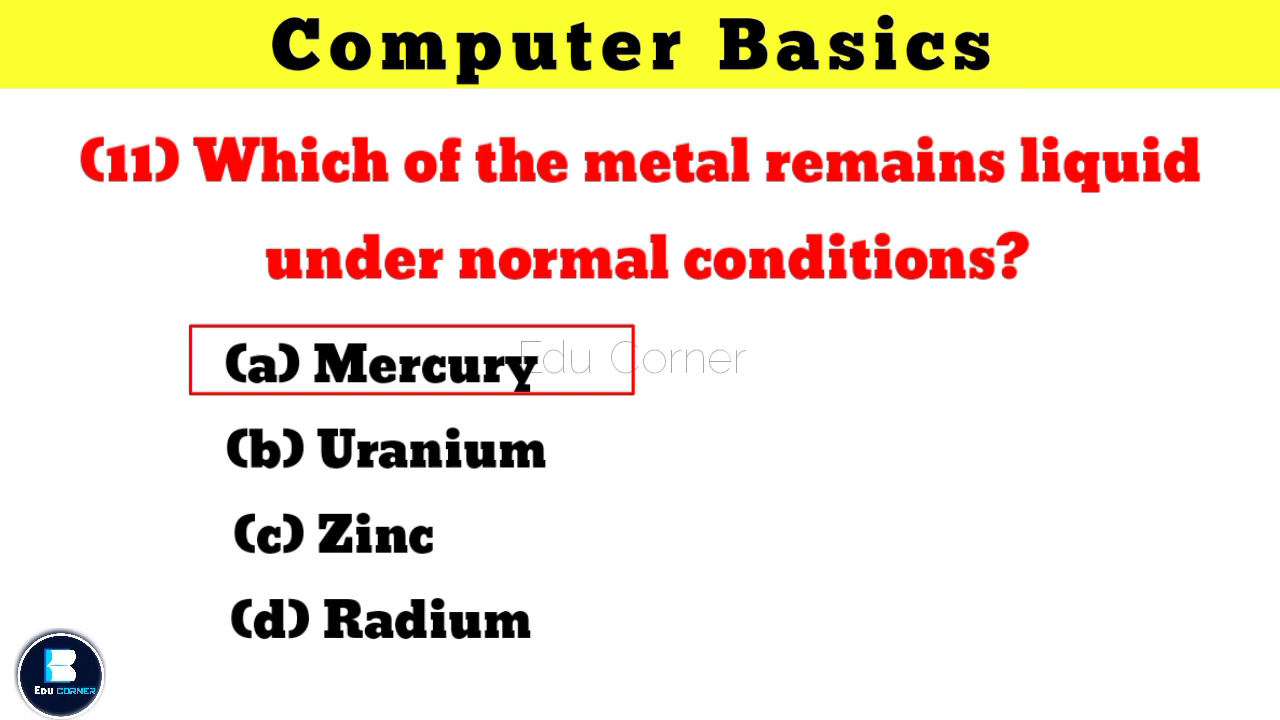 Computer Basics
(11) Which of the metal remains liquid
under normal conditions?
(a) Mercury
Edu Corner
(b) Uranium
(c) Zinc
(d) Radium
EDU CORNER